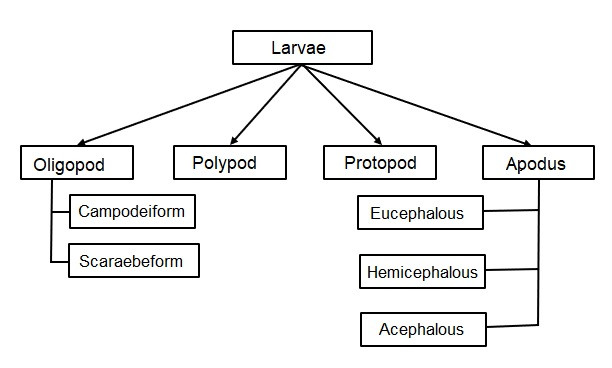 Larvae
Oligopod
Polypod
Protopod
Apodus
Campodeiform
Scaraebeform
Eucephalous
Hemicephalous
Acephalous